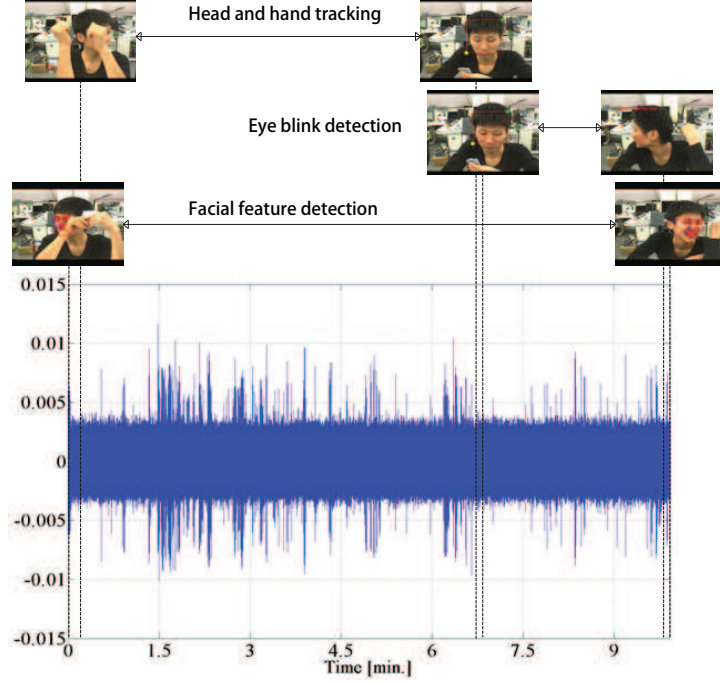 Head and hand tracking
Eye blink detection
Facial feature detection
0.015
0.01
0.005
0
-0.005
-0.01
-0.015
0 1.5 3 4.5 6 7.5 9
Time [min.]